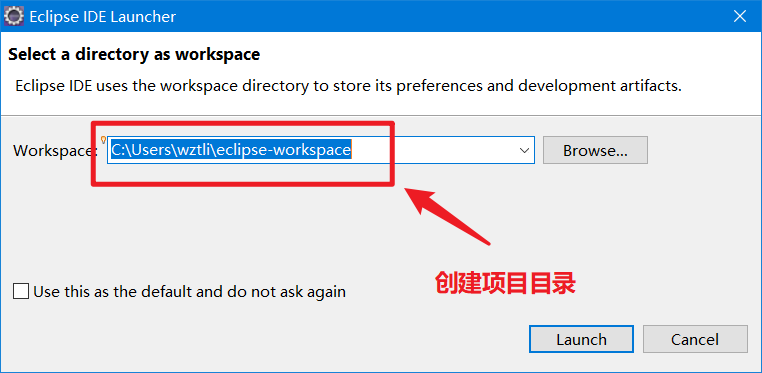 Eclipse IDE Launcher
Select a directory as workspace
Eclipse IDE uses the workspace directory to store its preferences and development artifacts.
Workspace: C:\Users\wztli\eclipse-workspace Browse...
创建项目目录
Use this as the default and do not ask again
Launch Cancel